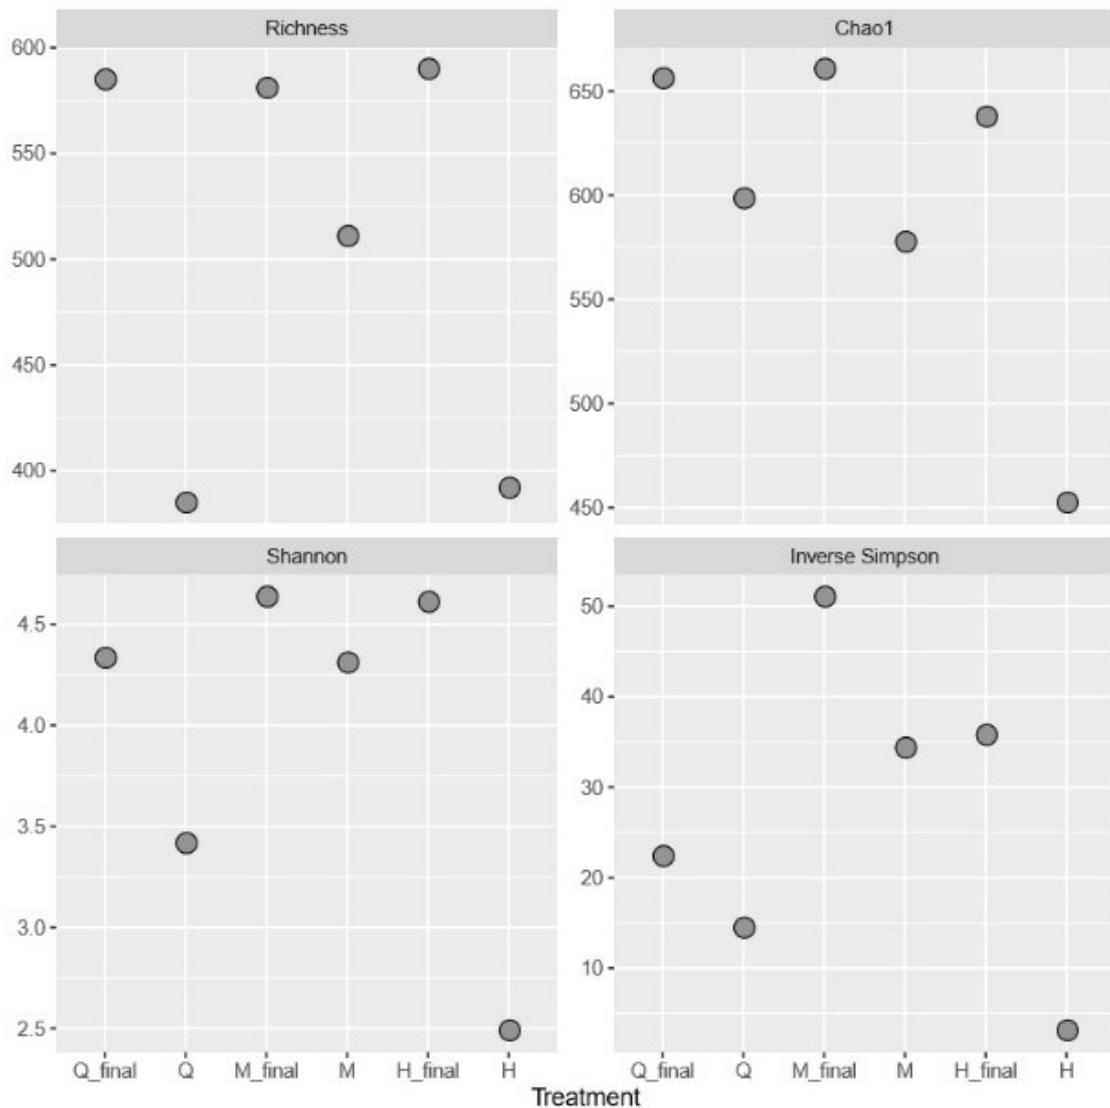 Richness
Chao1
600
550
500
450
400
650
600
550
500
450
Shannon
Inverse Simpson
4.5
4.0
3.5
3.0
2.5
50
40
30
20
10
Q_final Q M_final M H_final H
Q_final Q M_final M H_final H
Treatment